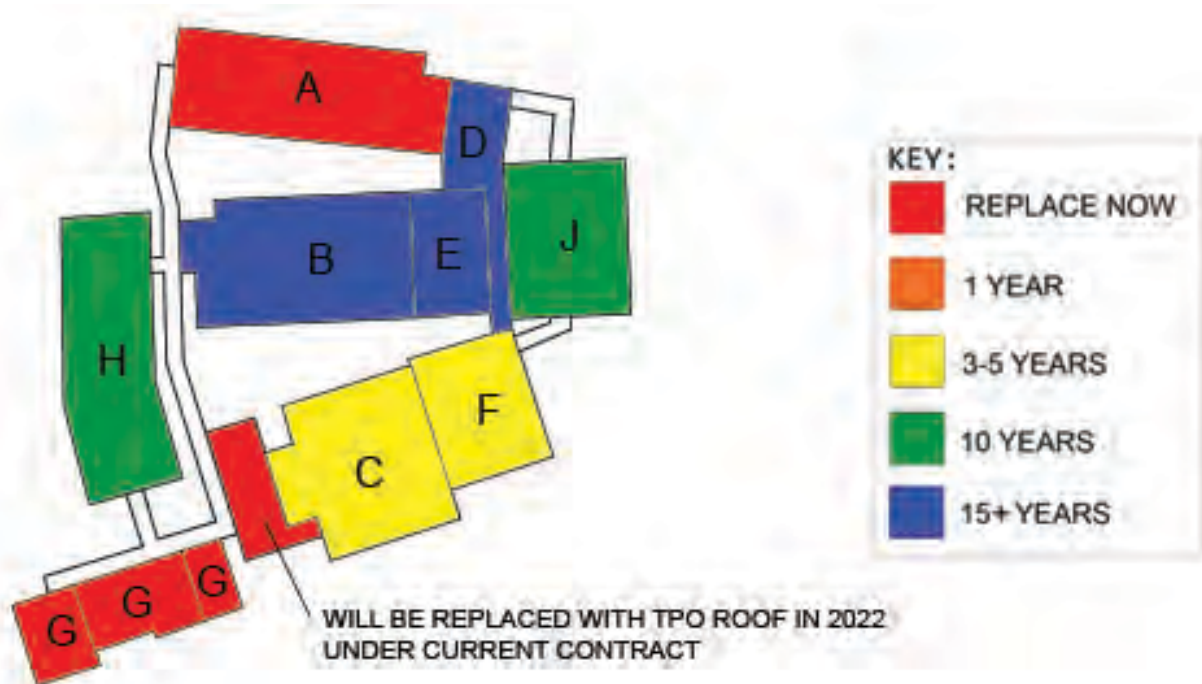 A
D
J
B
E
H
F
C
G
G
G
WILL BE REPLACED WITH TPO ROOF IN 2022
UNDER CURRENT CONTRACT
KEY:
REPLACE NOW
1 YEAR
3-5 YEARS
10 YEARS
15+ YEARS